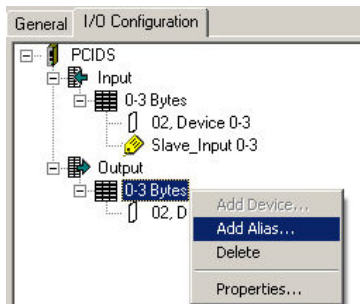 General I/O Configuration
PCIDS
Input
0-3 Bytes
02, Device 0-3
Slave_Input 0-3
Output
0-3 Bytes
02, D
Add Device...
Add Alias...
Delete
Properties...